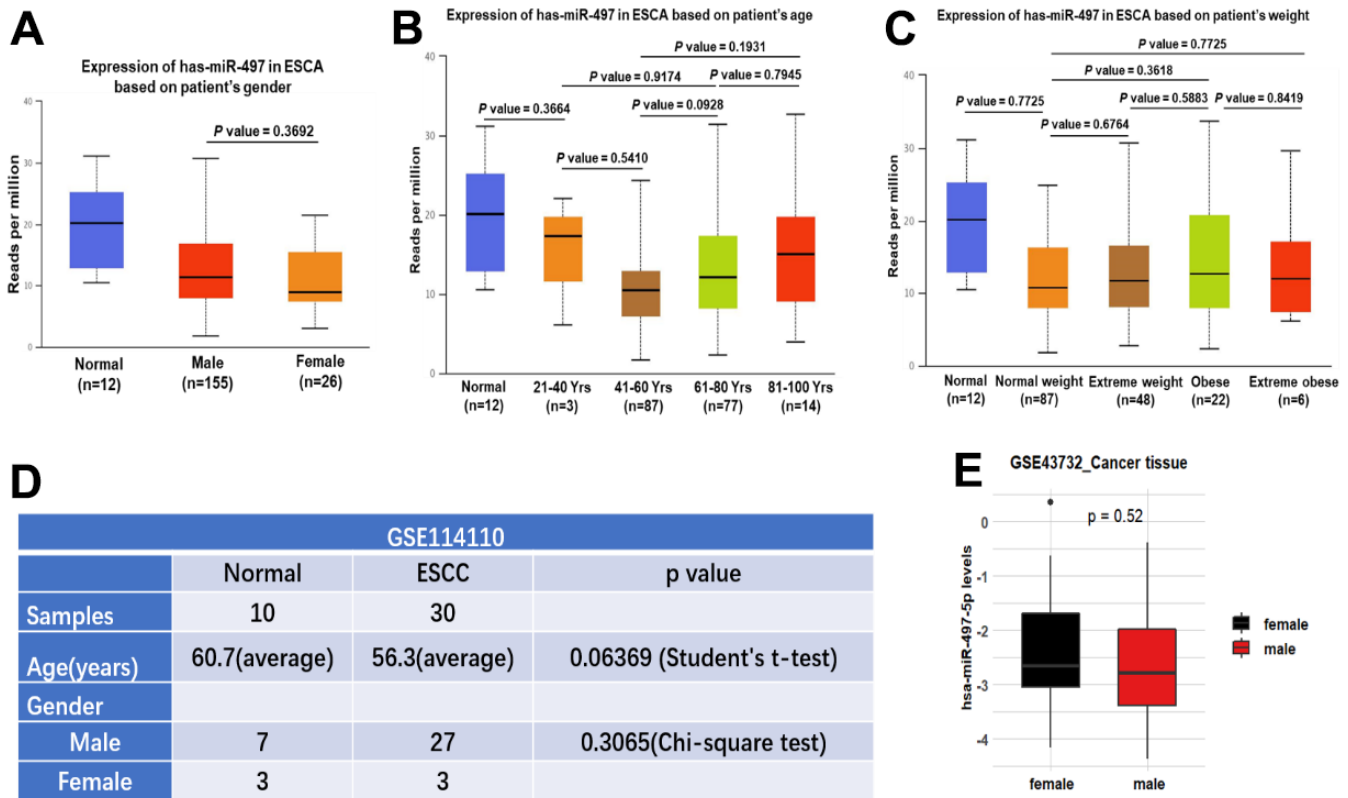 A
Expression of has-miR-497 in ESCA
based on patient's gender
Reads per million
40
30
20
10
0
P value = 0.3692
Normal
(n=12)
Male
(n=155)
Female
(n=26)
B
Expression of has-miR-497 in ESCA based on patient's age
Reads per million
40
30
20
10
0
P value = 0.1931
P value = 0.9174
P value = 0.7945
P value = 0.3664
P value = 0.0928
P value = 0.5410
Normal
(n=12)
21-40 Yrs
(n=3)
41-60 Yrs
(n=87)
61-80 Yrs
(n=77)
81-100 Yrs
(n=14)
C
Expression of has-miR-497 in ESCA based on patient's weight
Reads per million
40
30
20
10
0
P value = 0.7725
P value = 0.3618
P value = 0.7725
P value = 0.5883
P value = 0.8419
P value = 0.6764
Normal
(n=12)
Normal weight
(n=87)
Extreme weight
(n=48)
Obese
(n=22)
Extreme obese
(n=6)
D
GSE114110
Normal ESCC p value
Samples 10 30
Age(years) 60.7(average) 56.3(average) 0.06369 (Student's t-test)
Gender
Male 7 27 0.3065(Chi-square test)
Female 3 3
E
GSE43732_Cancer tissue
hsa-miR-497-5p levels
0
-1
-2
-3
-4
p = 0.52
female
male
female
male